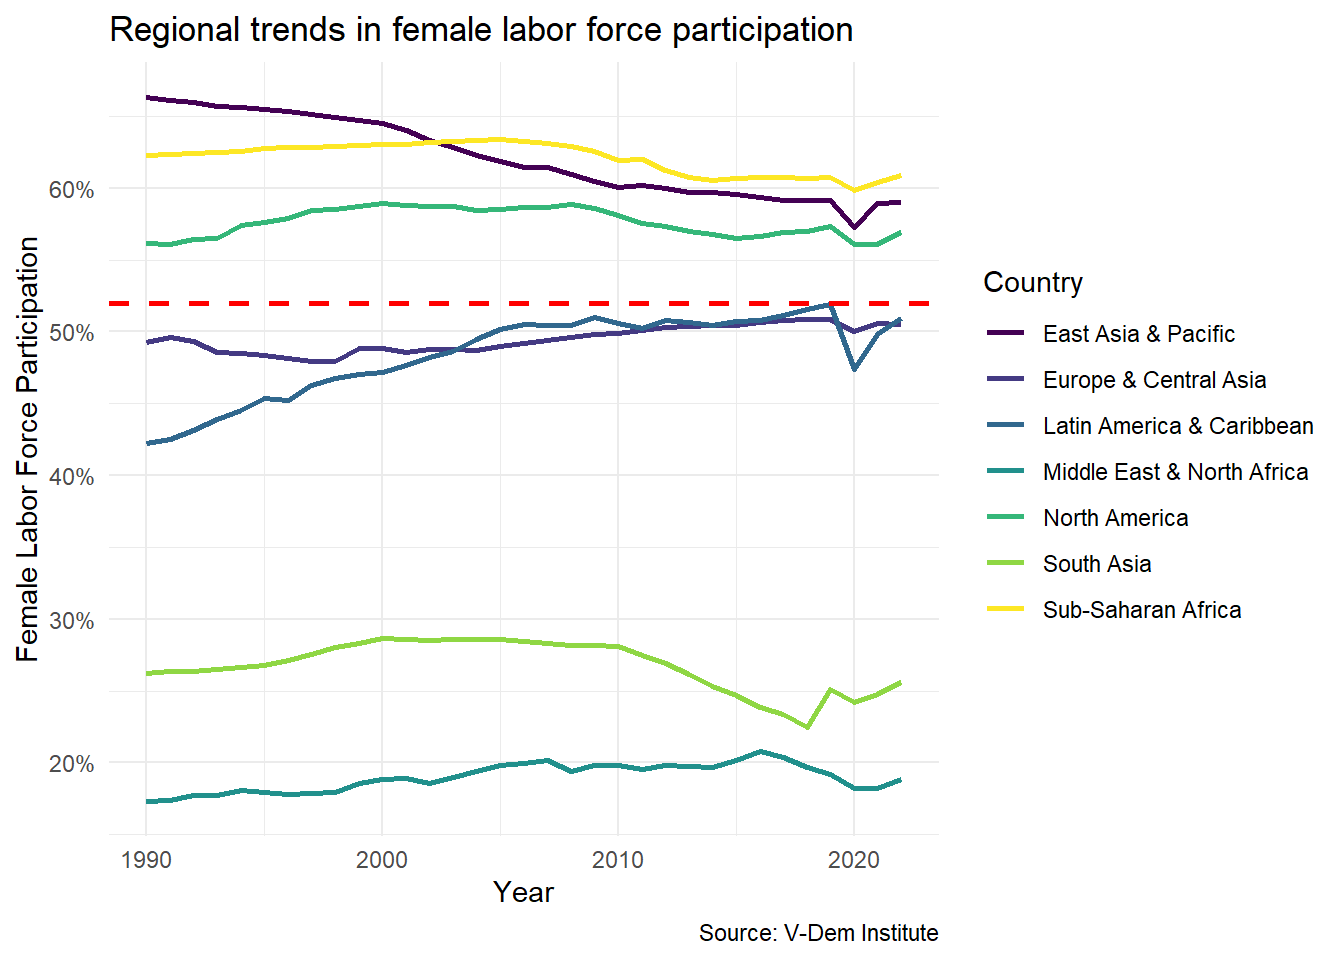 Regional trends in female labor force participation
60%
50%
40%
30%
20%
Female Labor Force Participation
1990
2000
2010
2020
Year
Country
East Asia & Pacific
Europe & Central Asia
Latin America & Caribbean
Middle East & North Africa
North America
South Asia
Sub-Saharan Africa
Source: V-Dem Institute